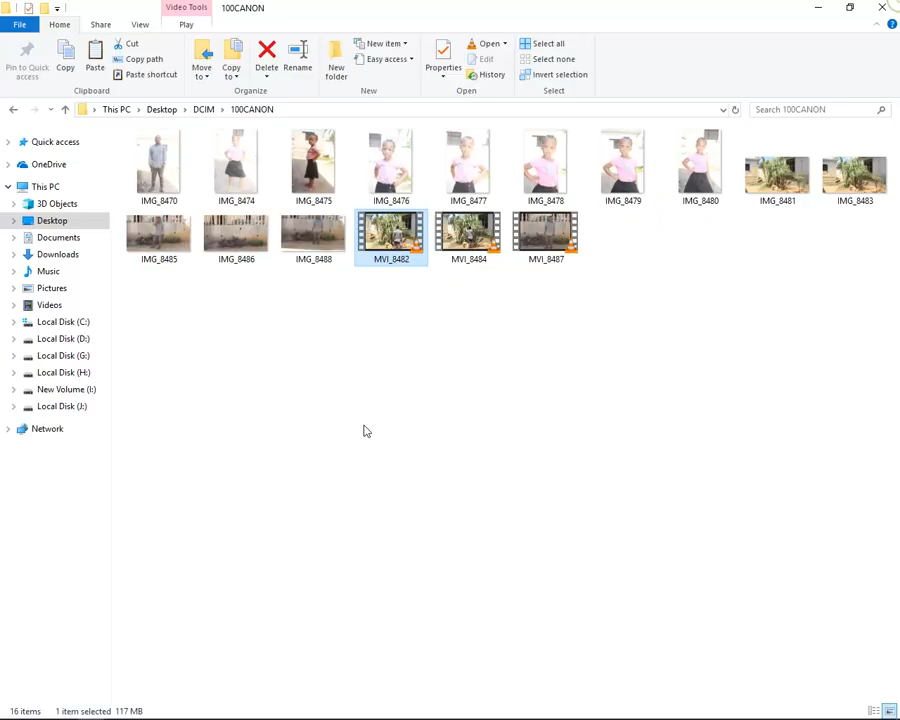 Video Tools
100CANON
File
Home
Share
View
Play
Pin to Quick access
Copy
Paste
Cut
Copy path
Paste shortcut
Clipboard
Move to
Copy to
Delete
Rename
Organize
New folder
New item
Easy access
New
Properties
Open
Edit
History
Open
Select all
Select none
Invert selection
Select
This PC
Desktop
DCIM
100CANON
Search 100CANON
Quick access
OneDrive
This PC
3D Objects
Desktop
Documents
Downloads
Music
Pictures
Videos
Local Disk (C:)
Local Disk (D:)
Local Disk (G:)
Local Disk (H:)
New Volume (I:)
Local Disk (J:)
Network
IMG_8470
IMG_8474
IMG_8475
IMG_8476
IMG_8477
IMG_8478
IMG_8479
IMG_8480
IMG_8481
IMG_8483
IMG_8485
IMG_8486
IMG_8488
MVI_8482
MVI_8484
MVI_8487
16 items
1 item selected
117 MB